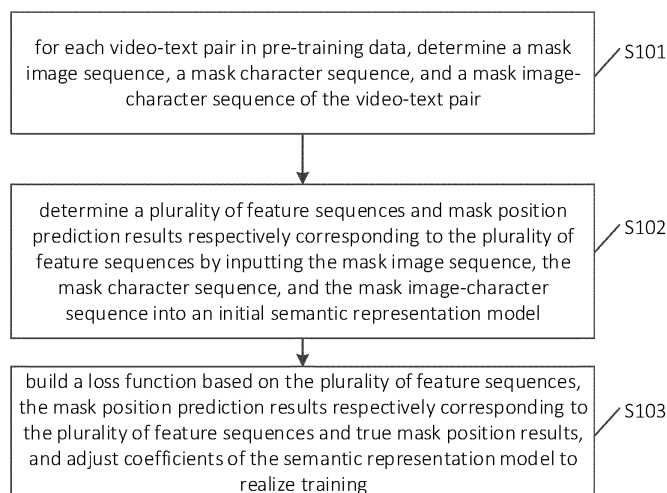 for each video-text pair in pre-training data, determine a mask
image sequence, a mask character sequence, and a mask image-
character sequence of the video-text pair
S101
determine a plurality of feature sequences and mask position
prediction results respectively corresponding to the plurality of
feature sequences by inputting the mask image sequence, the
mask character sequence, and the mask image-character
sequence into an initial semantic representation model
S102
build a loss function based on the plurality of feature sequences,
the mask position prediction results respectively corresponding to
the plurality of feature sequences and true mask position results,
and adjust coefficients of the semantic representation model to
realize training
S103